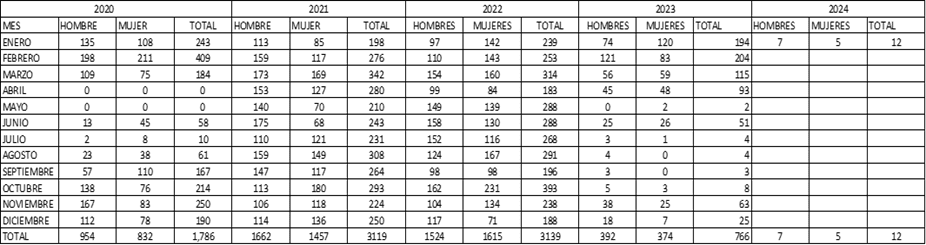 2020 2021 2022 2023 2024
MES HOMBRE MUJER TOTAL HOMBRE MUJER TOTAL HOMBRES MUJERES TOTAL HOMBRES MUJERES TOTAL HOMBRES MUJERES TOTAL
ENERO 135 108 243 113 85 198 97 142 239 74 120 194 7 5 12
FEBRERO 198 211 409 159 117 276 110 143 253 121 83 204
MARZO 109 75 184 173 169 342 154 160 314 56 59 115
ABRIL 0 0 0 153 127 280 99 84 183 45 48 93
MAYO 0 0 0 140 70 210 149 139 288 0 2 2
JUNIO 13 45 58 175 68 243 158 130 288 25 26 51
JULIO 2 8 10 110 121 231 152 116 268 3 1 4
AGOSTO 23 38 61 159 149 308 124 167 291 4 0 4
SEPTIEMBRE 57 110 167 147 117 264 98 98 196 3 0 3
OCTUBRE 138 76 214 113 180 293 162 231 393 5 3 8
NOVIEMBRE 167 83 250 106 118 224 104 134 238 38 25 63
DICIEMBRE 112 78 190 114 136 250 117 71 188 18 7 25
TOTAL 954 832 1,786 1662 1457 3119 1524 1615 3139 392 374 766 7 5 12